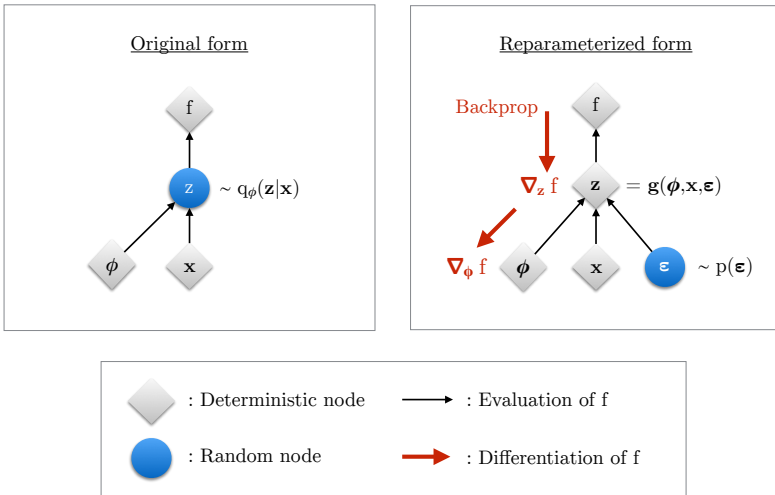 Original form
f
z ~ qϕ(z|x)
ϕ x
Reparameterized form
Backprop f
∇z f z = g(ϕ,x,ε)
∇ϕ f ϕ x ε ~ p(ε)
: Deterministic node
: Random node
: Evaluation of f
: Differentiation of f